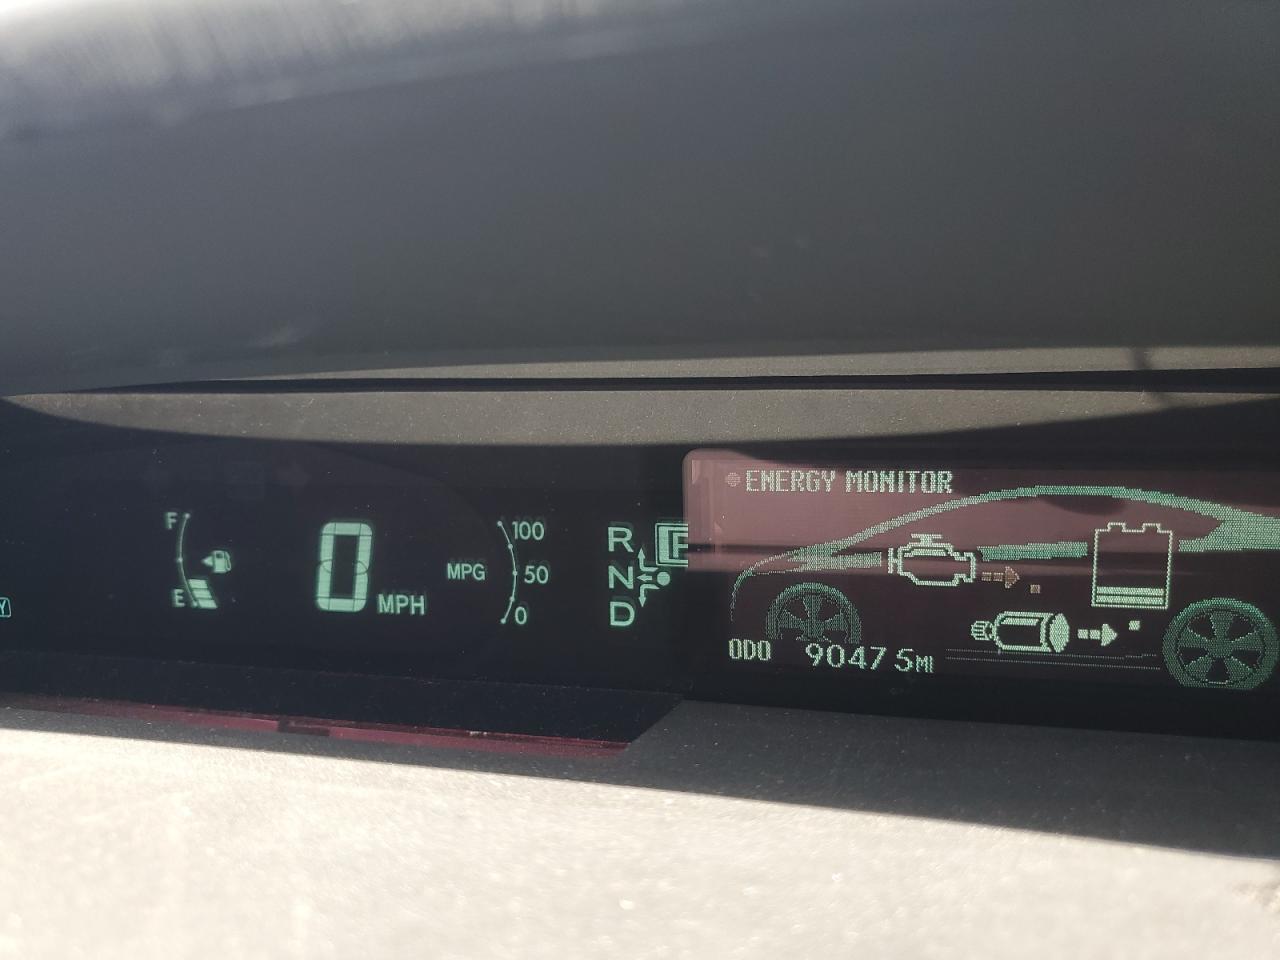 F
E
0 MPH
MPG
100
50
0
R
N
D
P
ENERGY MONITOR
ODO 90475MI